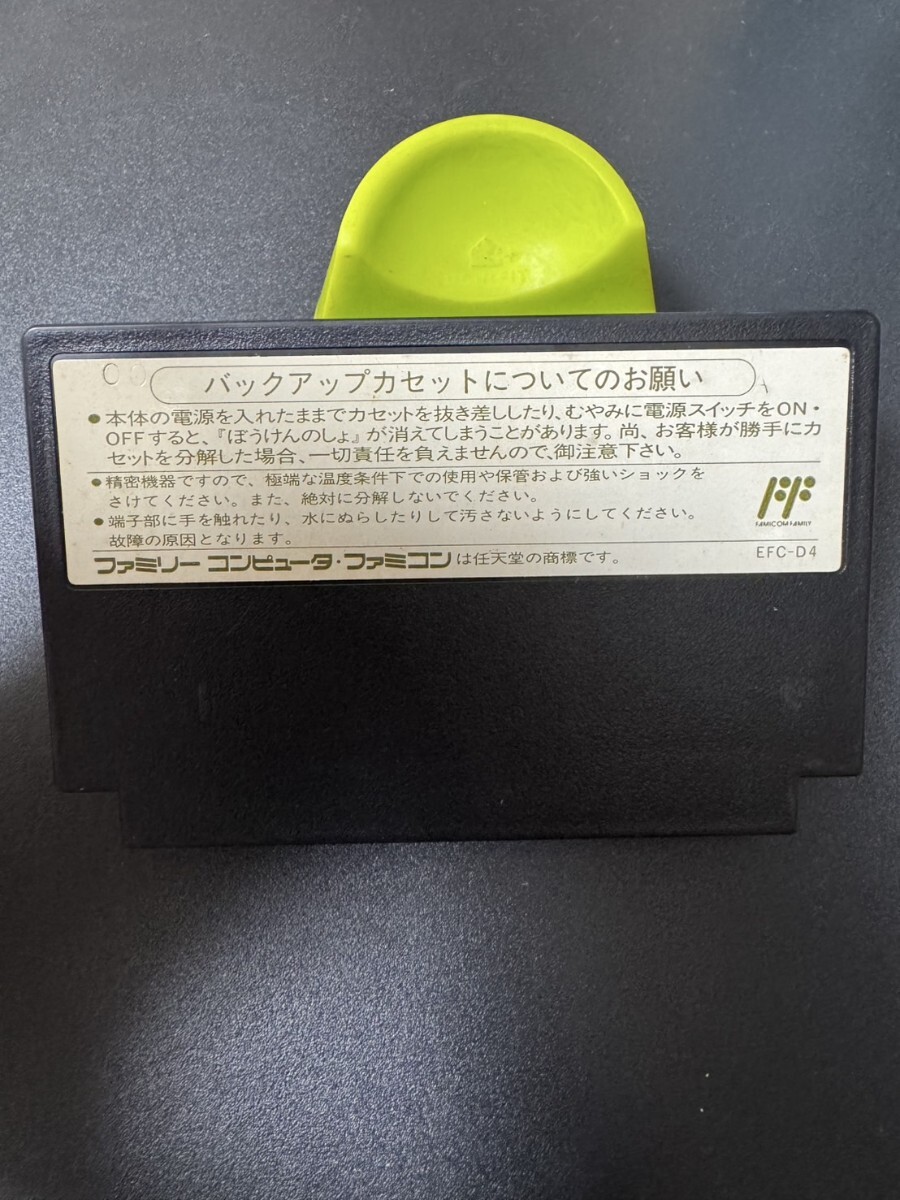 バックアップカセットについてのお願い
●本体の電源を入れたままでカセットを抜き差ししたり、むやみに電源スイッチをON・
OFFすると、『ぼうけんのしょ』が消えてしまうことがあります。尚、お客様が勝手にカ
セットを分解した場合、一切責任を負えませんので、御注意下さい。
●精密機器ですので、極端な温度条件下での使用や保管および強いショックを
さけてください。また、絶対に分解しないでください。
●端子部に手を触れたり、水にぬらしたりして汚さないようにしてください。
故障の原因となります。
FAMICOM FAMILY
ファミリー コンピュータ・ファミコンは任天堂の商標です。
EFC-D4